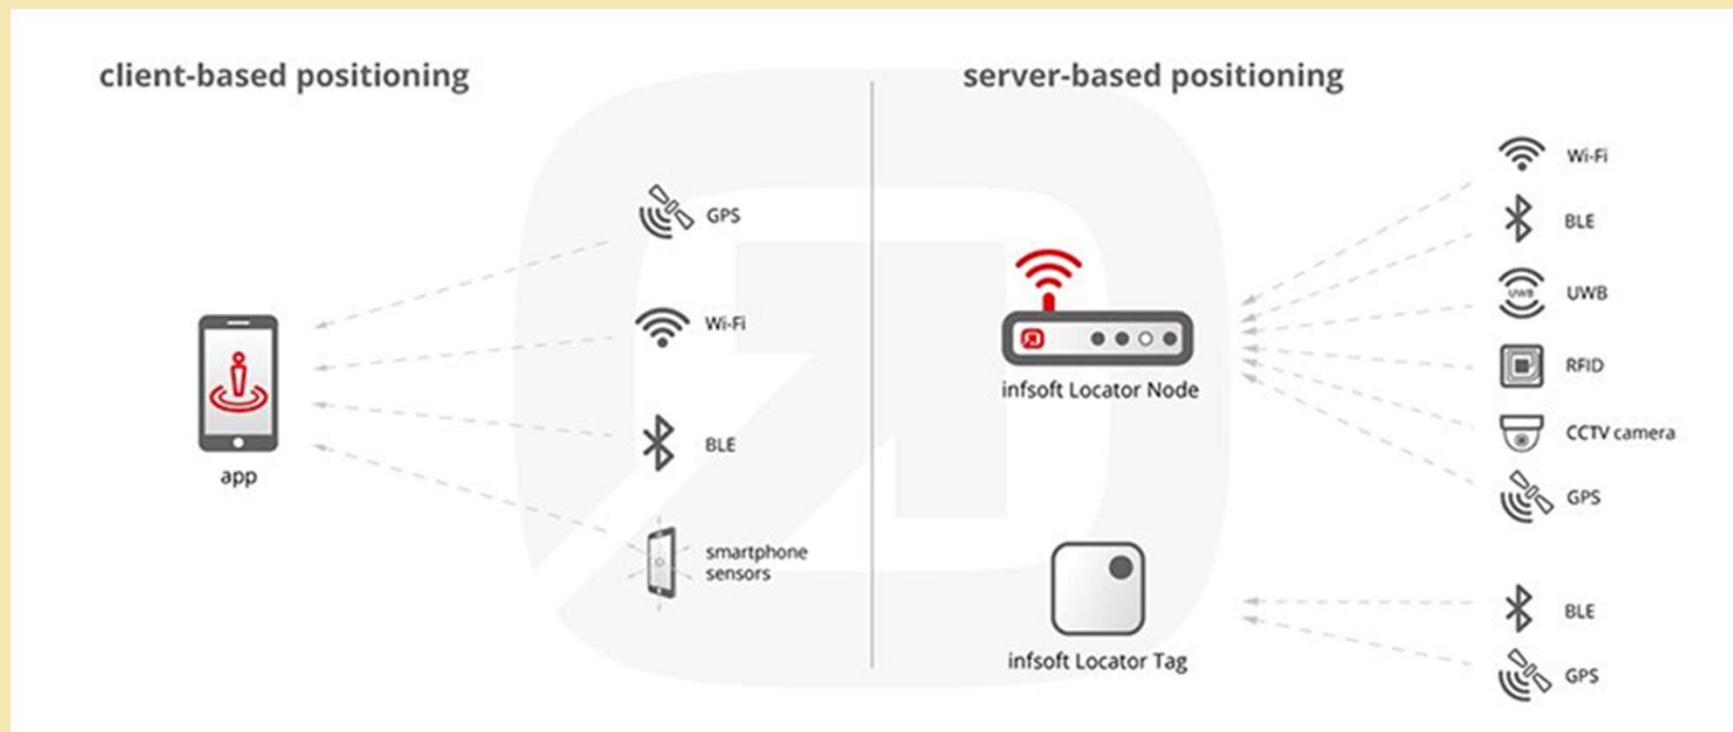 client-based positioning
GPS
Wi-Fi
BLE
smartphone
sensors
app
server-based positioning
infsoft Locator Node
Wi-Fi
BLE
UWB
UWB
RFID
CCTV camera
GPS
infsoft Locator Tag
BLE
GPS